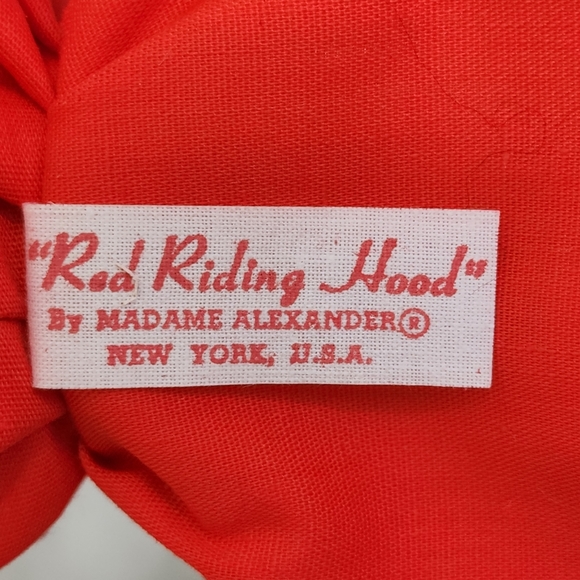 "Red Riding Hood"
By MADAME ALEXANDER®
NEW YORK, U.S.A.